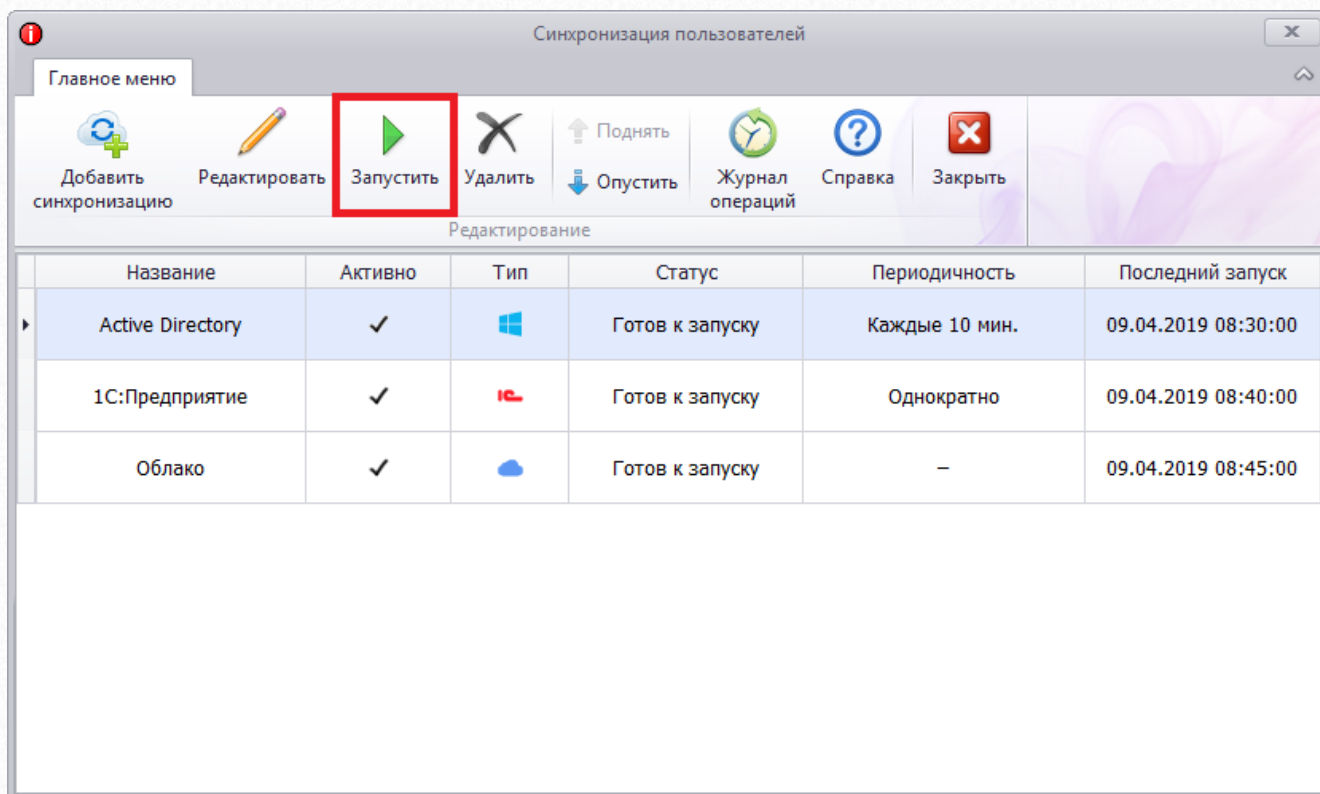 Синхронизация пользователей
Главное меню
Добавить синхронизацию
Редактировать
Запустить
Удалить
Поднять
Опустить
Журнал операций
Справка
Закрыть
Редактирование
Название Активно Тип Статус Периодичность Последний запуск
Active Directory Готов к запуску Каждые 10 мин. 09.04.2019 08:30:00
1С:Предприятие 1С Готов к запуску Однократно 09.04.2019 08:40:00
Облако Готов к запуску – 09.04.2019 08:45:00